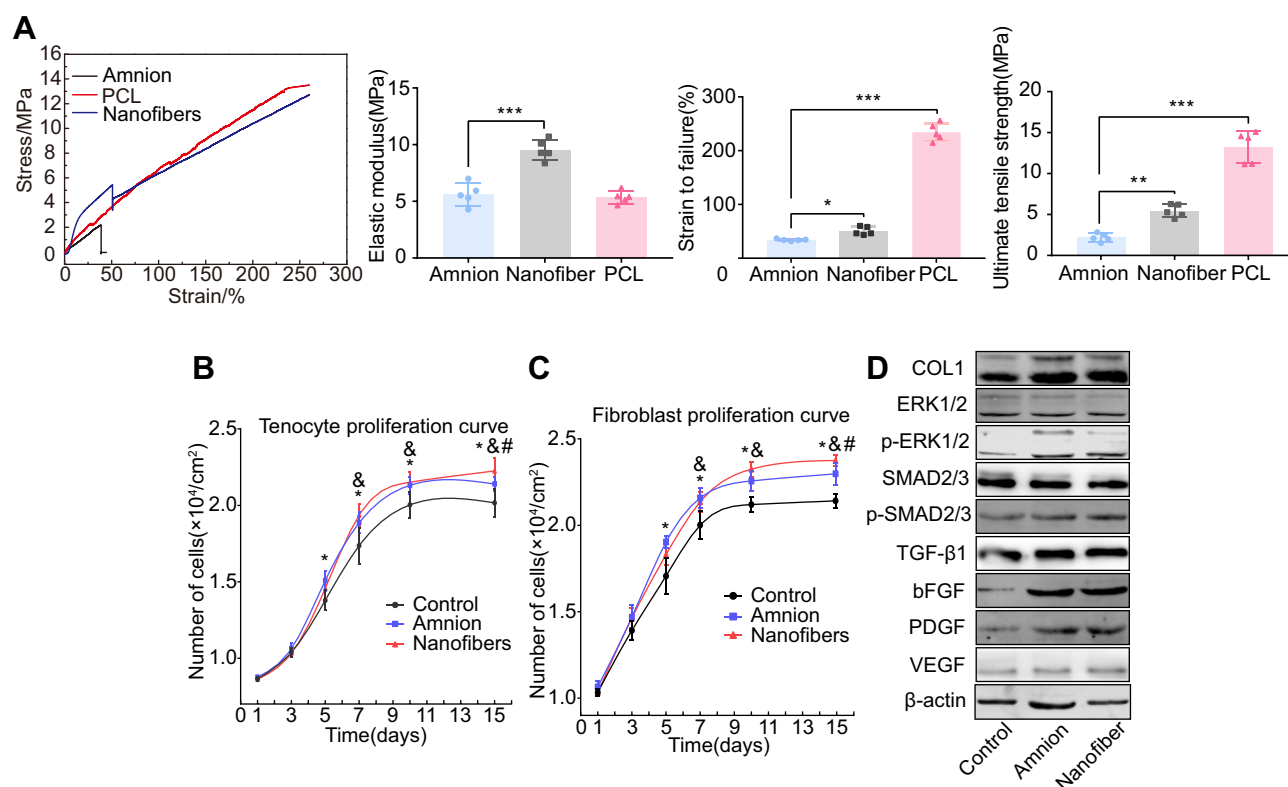 A
Stress/MPa
16
14
12
10
8
6
4
2
0
Amnion
PCL
Nanofibers
0
50
100
150
200
250
300
Strain/%
Elastic modulus(MPa)
15
10
5
0
***
Amnion
Nanofiber
PCL
Strain to failure(%)
300
200
100
0
***
*
Amnion
Nanofiber
PCL
Ultimate tensile strength(MPa)
20
15
10
5
0
***
**
Amnion
Nanofiber
PCL
B
Tenocyte proliferation curve
Number of cells(×10⁴/cm²)
2.5
2.0
1.5
1.0
0 1 3 5 7 9 11 13 15
Time(days)
*
&
*
&
*
*&#
Control
Amnion
Nanofibers
C
Fibroblast proliferation curve
Number of cells(×10⁴/cm²)
2.5
2.0
1.5
1.0
0 1 3 5 7 9 11 13 15
Time(days)
*
&
*
*&
*&#
Control
Amnion
Nanofibers
D
COL1
ERK1/2
p-ERK1/2
SMAD2/3
p-SMAD2/3
TGF-β1
bFGF
PDGF
VEGF
β-actin
Control
Amnion
Nanofiber